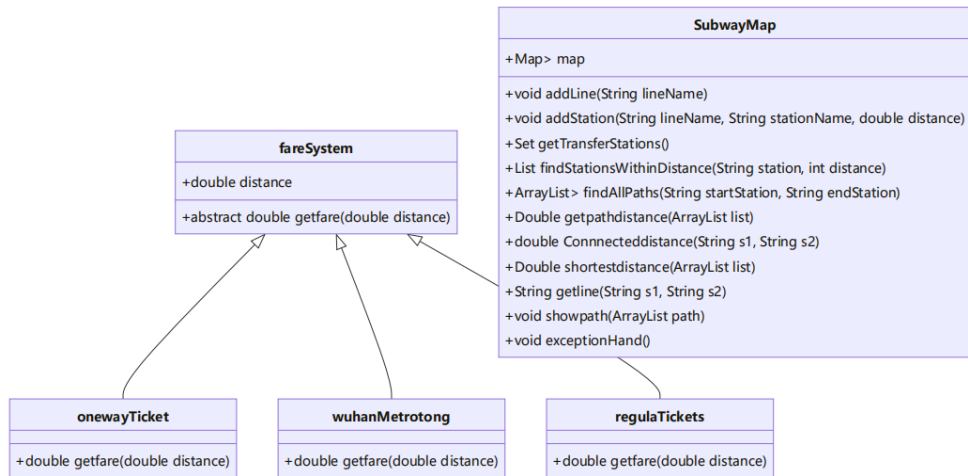 SubwayMap
+Map> map
+void addLine(String lineName)
+void addStation(String lineName, String stationName, double distance)
+Set getTransferStations()
+List findStationsWithinDistance(String station, int distance)
+ArrayList> findAllPaths(String startStation, String endStation)
+Double getpathdistance(ArrayList list)
+double Connnecteddistance(String s1, String s2)
+Double shortestdistance(ArrayList list)
+String getline(String s1, String s2)
+void showpath(ArrayList path)
+void exceptionHand()
fareSystem
+double distance
+abstract double getfare(double distance)
onewayTicket
+double getfare(double distance)
wuhanMetrotong
+double getfare(double distance)
regulaTickets
+double getfare(double distance)